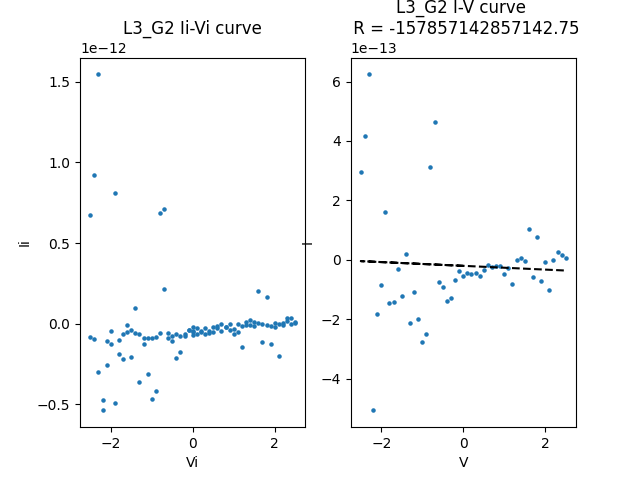 L3_G2 Ii-Vi curve
1e−12
1.5
1.0
0.5
0.0
−0.5
Ii
−2
0
2
Vi
L3_G2 I-V curve
R = -157857142857142.75
1e−13
6
4
2
0
−2
−4
I
−2
0
2
V